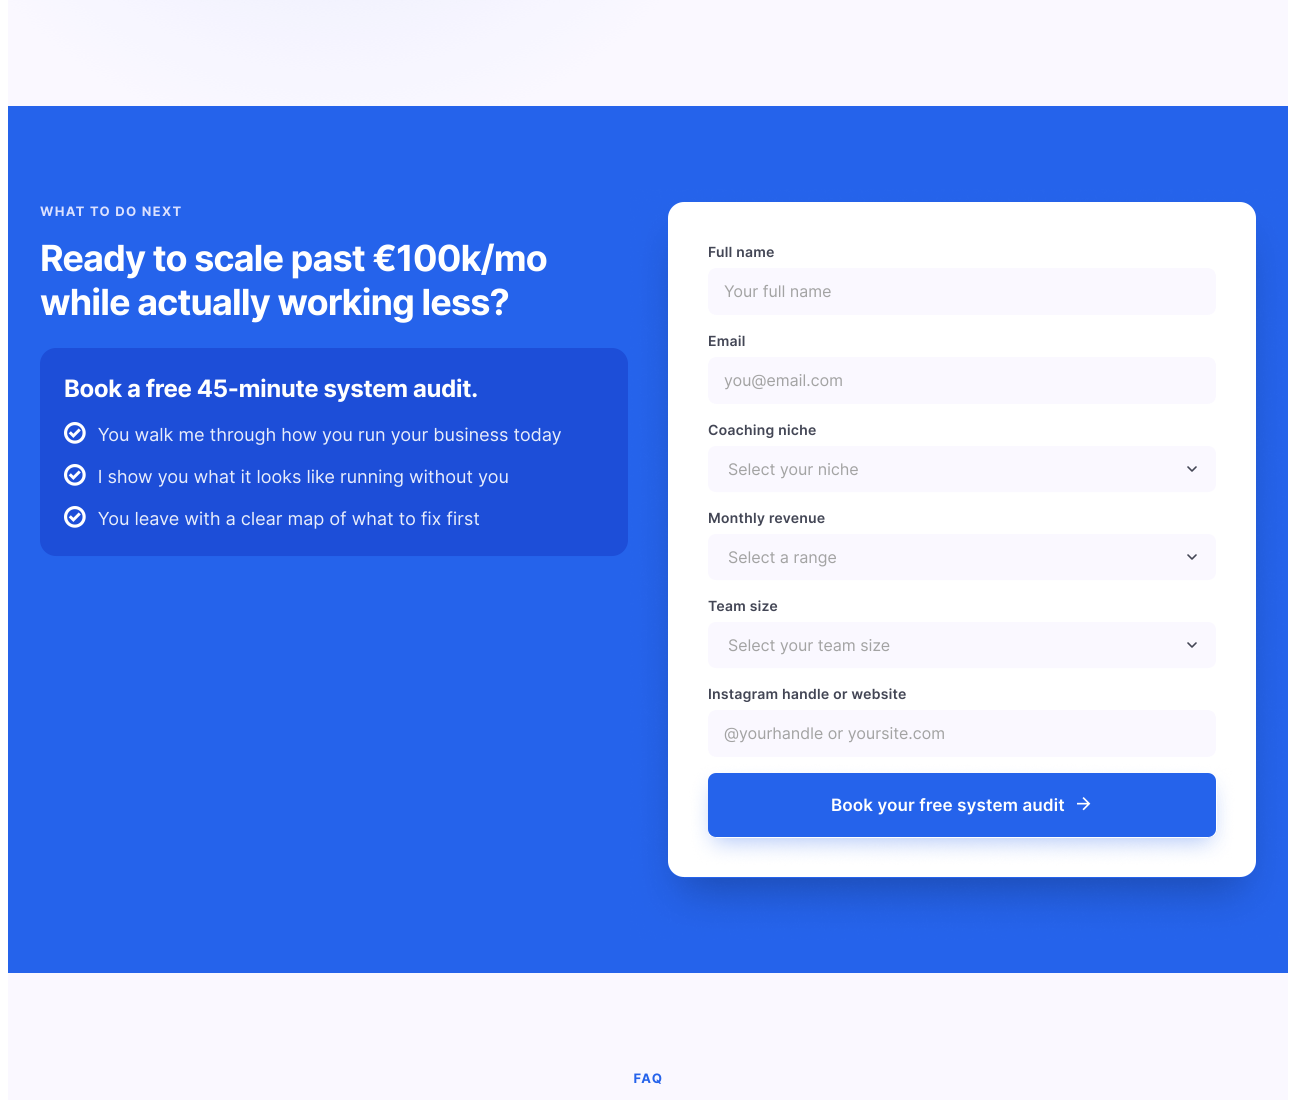 WHAT TO DO NEXT
Ready to scale past €100k/mo
while actually working less?
Book a free 45-minute system audit.
You walk me through how you run your business today
I show you what it looks like running without you
You leave with a clear map of what to fix first
Full name
Your full name
Email
you@email.com
Coaching niche
Select your niche
Monthly revenue
Select a range
Team size
Select your team size
Instagram handle or website
@yourhandle or yoursite.com
Book your free system audit →
FAQ